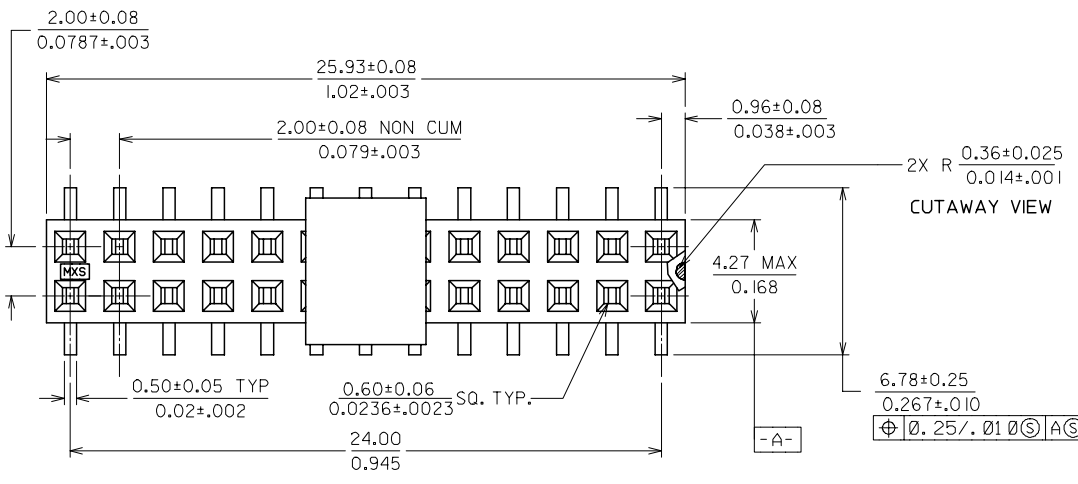 2.00±0.08
0.0787±.003
25.93±0.08
1.02±.003
0.96±0.08
0.038±.003
2.00±0.08 NON CUM
0.079±.003
2X R 0.36±0.025
0.014±.001
CUTAWAY VIEW
MXS
4.27 MAX
0.168
0.50±0.05 TYP
0.02±.002
0.60±0.06 SQ. TYP.
0.0236±.0023
6.78±0.25
0.267±.010
⌖ 0.25/.010Ⓢ AⓈ
24.00
0.945
-A-